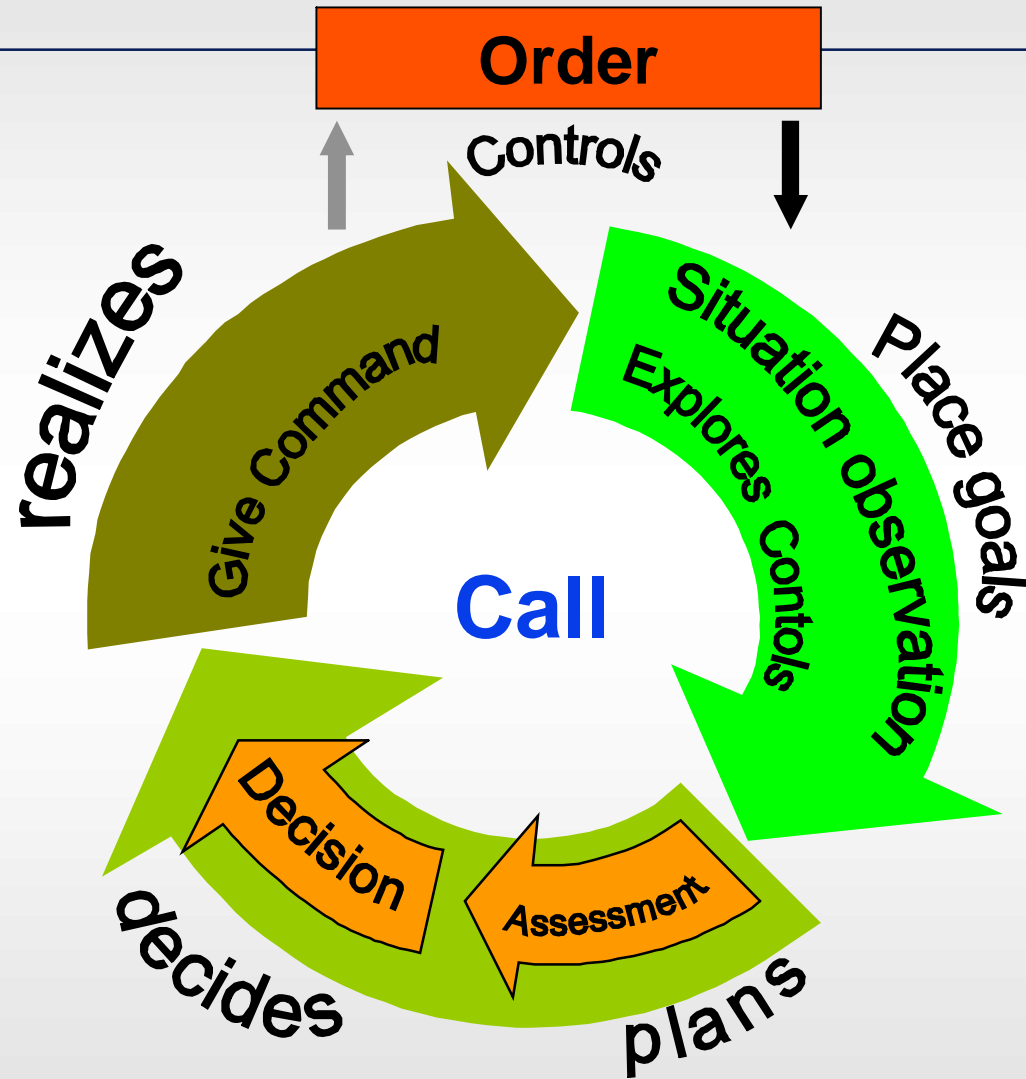 Order
Controls
Situation observation
Explores Contols
Place goals
Call
Assessment
plans
Decision
decides
Give Command
realizes